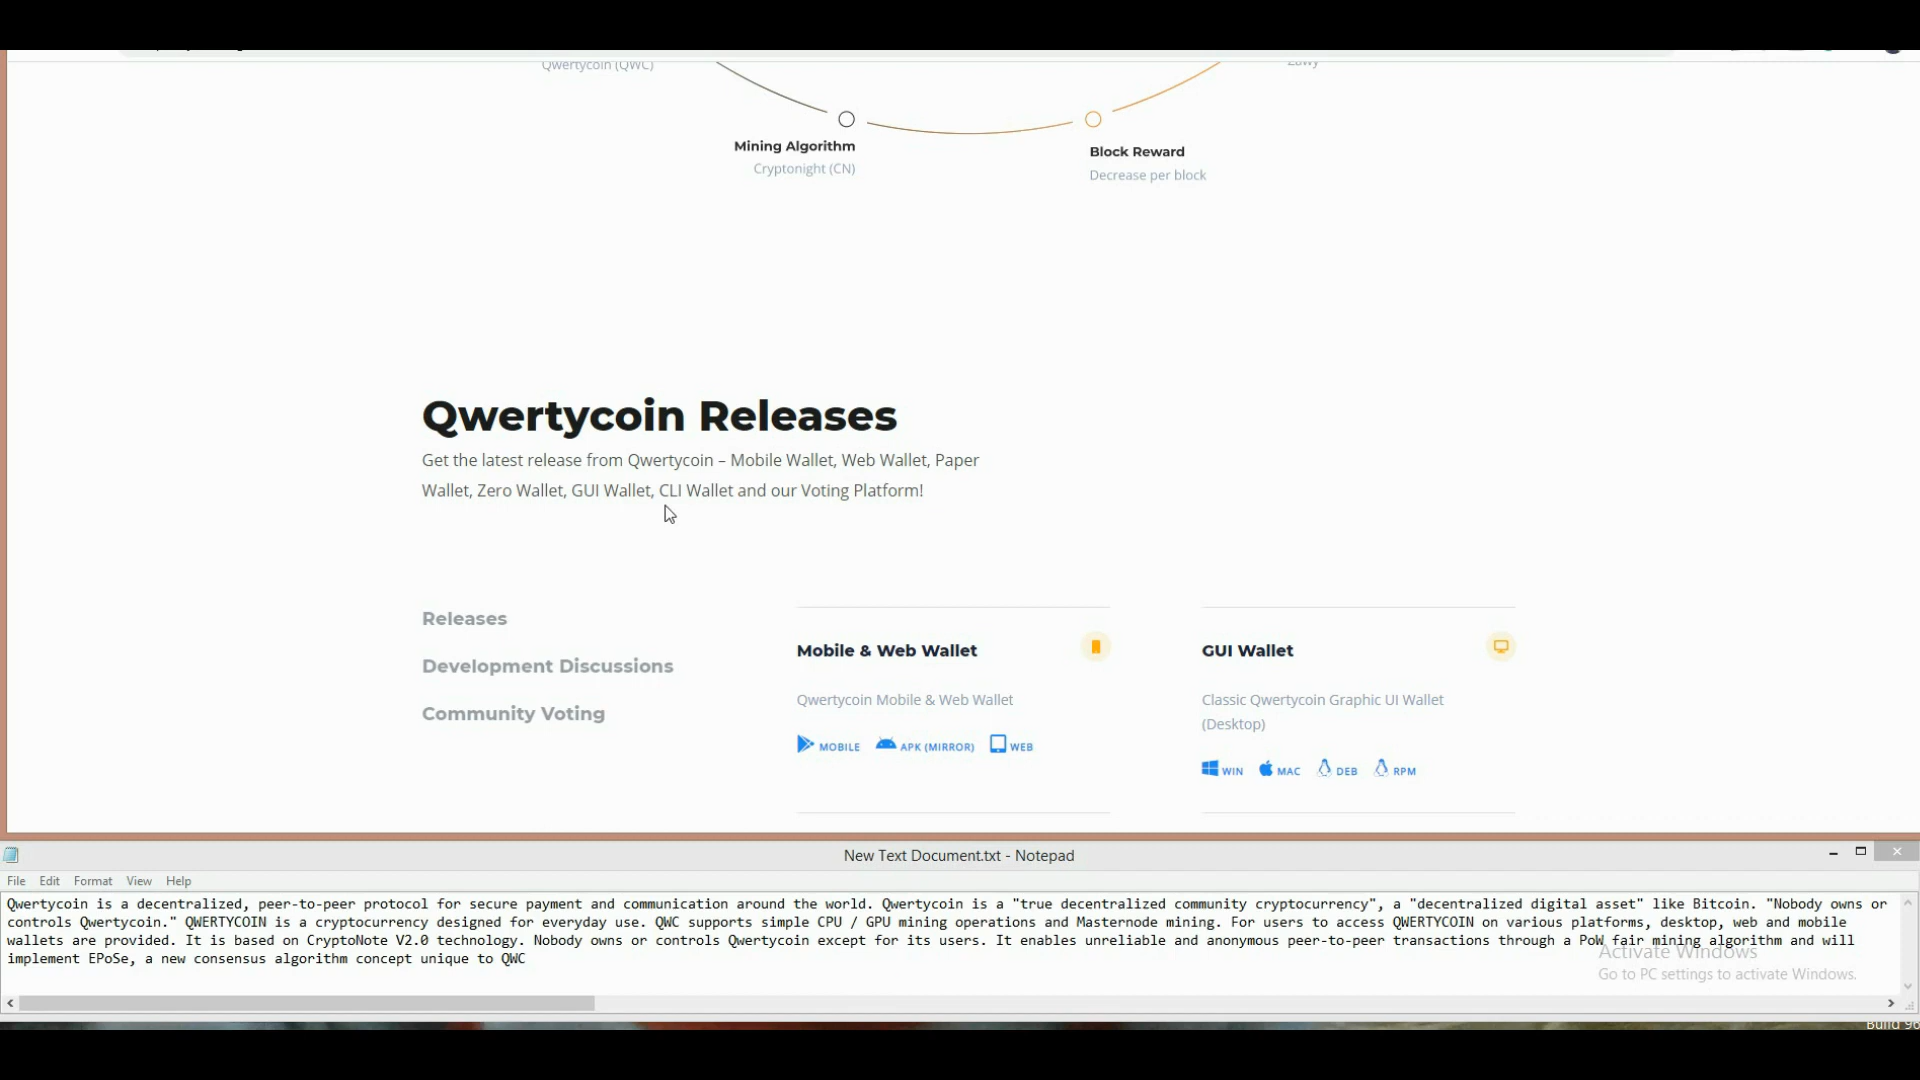 Qwertycoin (QWC)
Zawy
Mining Algorithm
Cryptonight (CN)
Block Reward
Decrease per block
Qwertycoin Releases
Get the latest release from Qwertycoin – Mobile Wallet, Web Wallet, Paper
Wallet, Zero Wallet, GUI Wallet, CLI Wallet and our Voting Platform!
Releases
Development Discussions
Community Voting
Mobile & Web Wallet
Qwertycoin Mobile & Web Wallet
MOBILE APK (MIRROR) WEB
GUI Wallet
Classic Qwertycoin Graphic UI Wallet
(Desktop)
WIN MAC DEB RPM
New Text Document.txt - Notepad
File Edit Format View Help
Qwertycoin is a decentralized, peer-to-peer protocol for secure payment and communication around the world. Qwertycoin is a "true decentralized community cryptocurrency", a "decentralized digital asset" like Bitcoin. "Nobody owns or
controls Qwertycoin." QWERTYCOIN is a cryptocurrency designed for everyday use. QWC supports simple CPU / GPU mining operations and Masternode mining. For users to access QWERTYCOIN on various platforms, desktop, web and mobile
wallets are provided. It is based on CryptoNote V2.0 technology. Nobody owns or controls Qwertycoin except for its users. It enables unreliable and anonymous peer-to-peer transactions through a PoW fair mining algorithm and will
implement EPoSe, a new consensus algorithm concept unique to QWC
Activate Windows
Go to PC settings to activate Windows.
Build 96